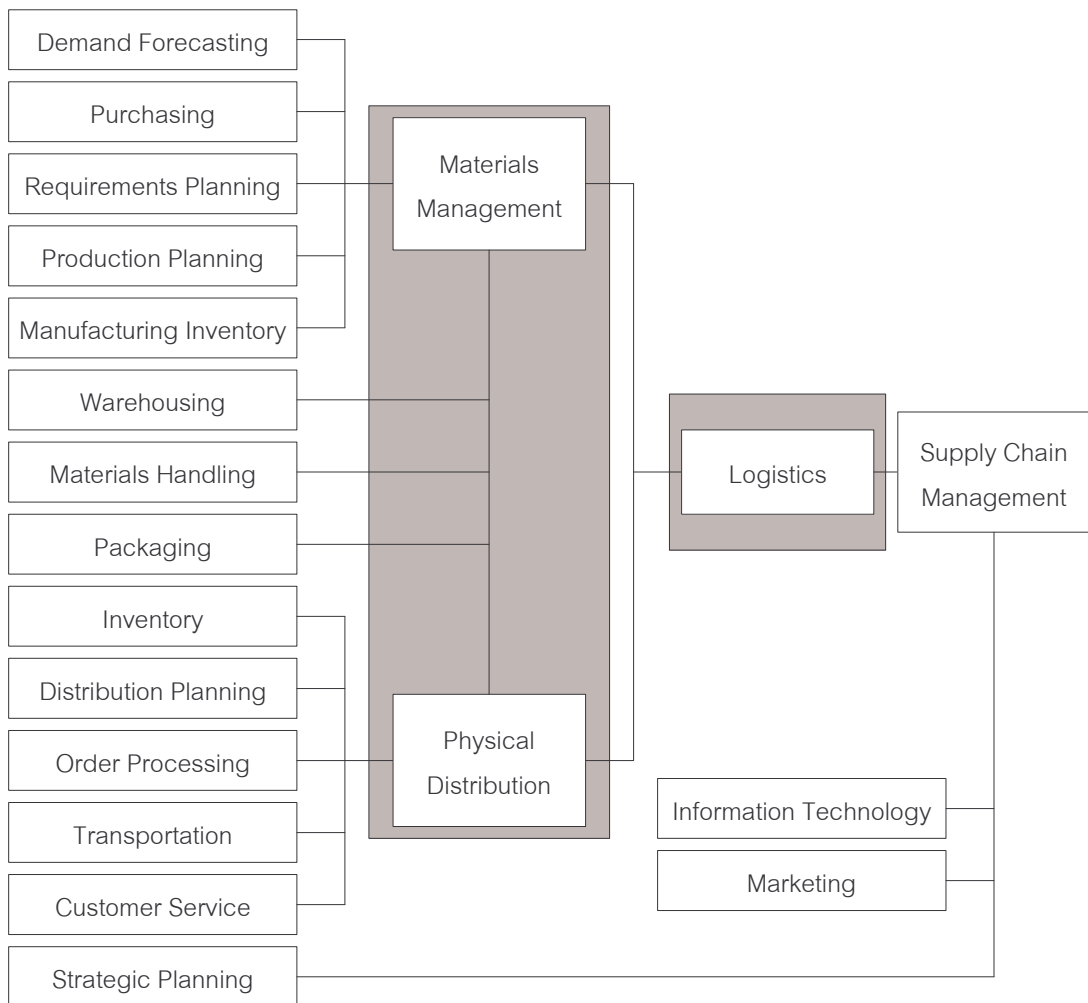 Demand Forecasting
Purchasing
Requirements Planning
Production Planning
Manufacturing Inventory
Warehousing
Materials Handling
Packaging
Inventory
Distribution Planning
Order Processing
Transportation
Customer Service
Strategic Planning
Materials
Management
Physical
Distribution
Logistics
Supply Chain
Management
Information Technology
Marketing